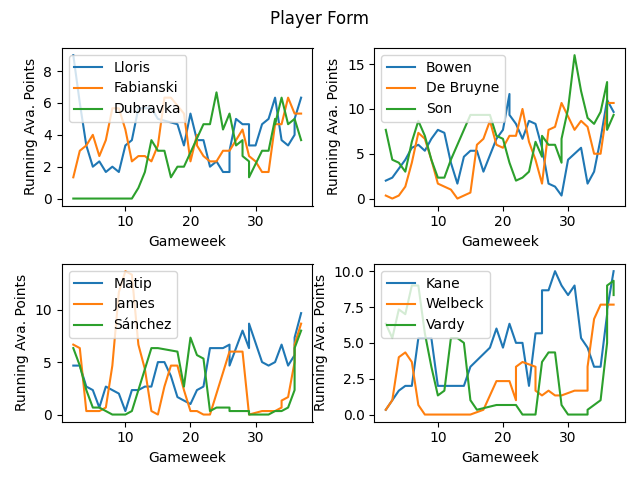 Player Form
Running Ava. Points
8
6
4
2
0
Lloris
Fabianski
Dubravka
10
20
30
Gameweek
Running Ava. Points
15
10
5
0
Bowen
De Bruyne
Son
10
20
30
Gameweek
Running Ava. Points
10
5
0
Matip
James
Sánchez
10
20
30
Gameweek
Running Ava. Points
10.0
7.5
5.0
2.5
0.0
Kane
Welbeck
Vardy
10
20
30
Gameweek